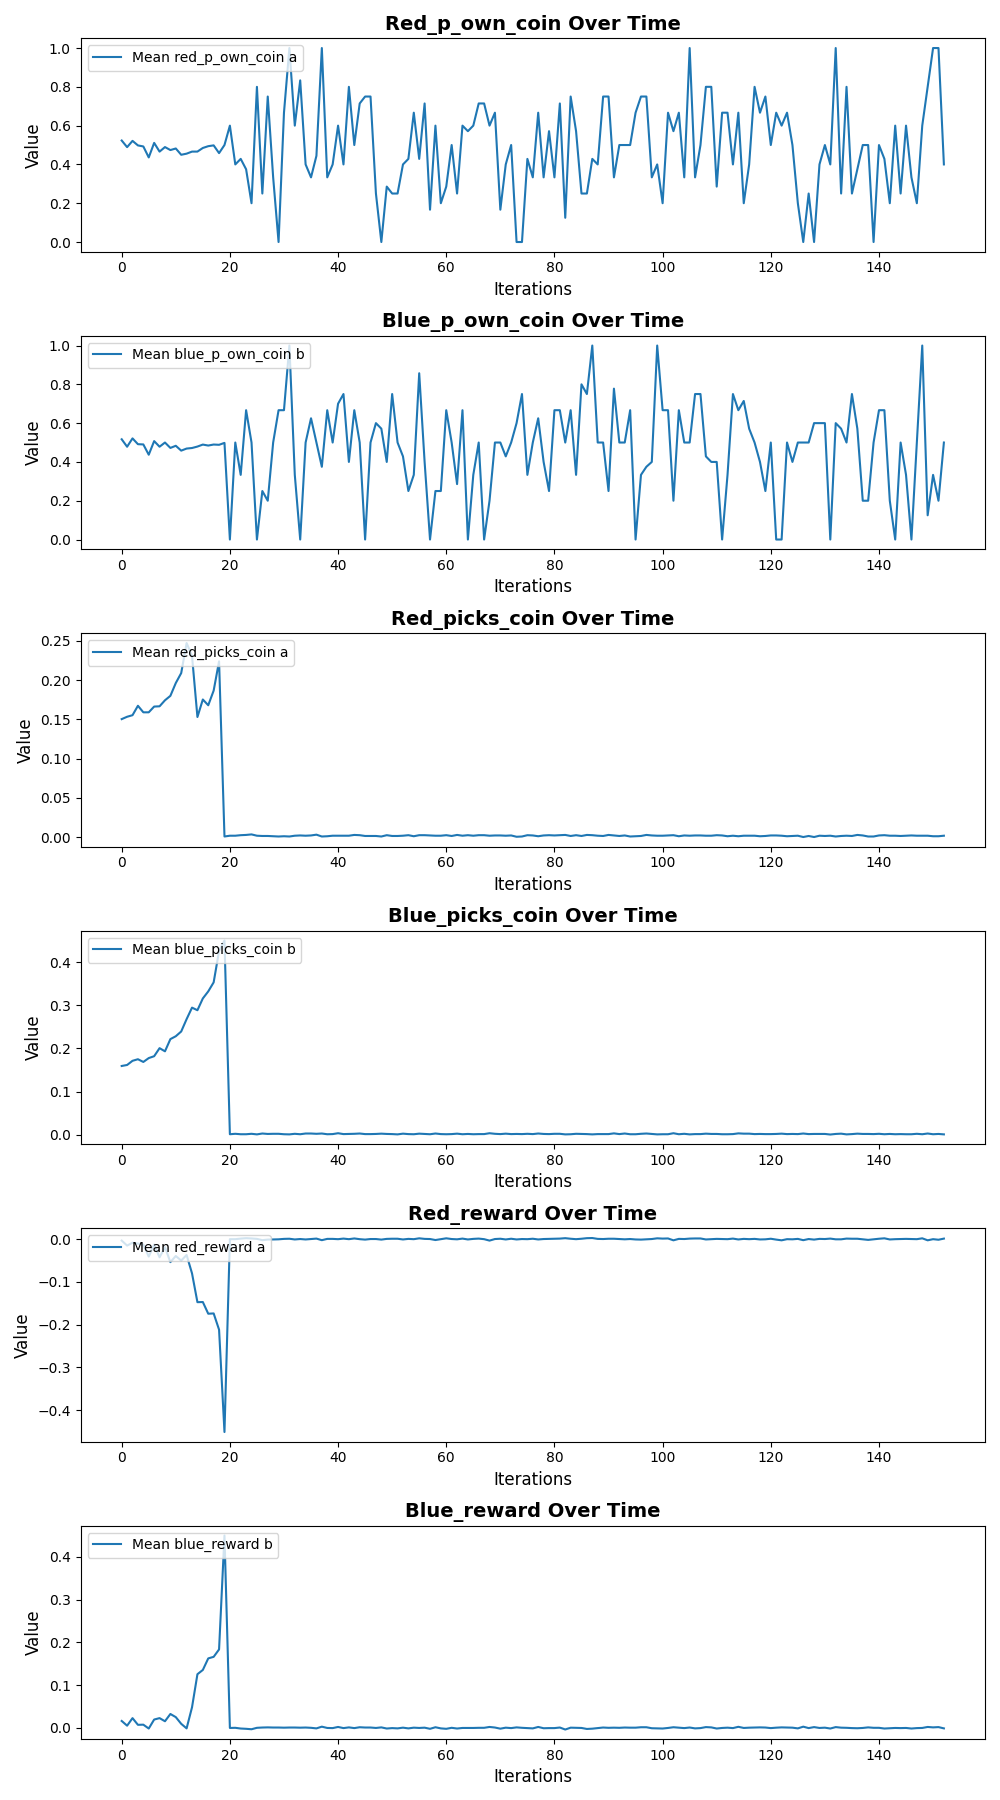 Red_p_own_coin Over Time
Mean red_p_own_coin a
1.0
0.8
0.6
0.4
0.2
0.0
Value
0 20 40 60 80 100 120 140
Iterations
Blue_p_own_coin Over Time
Mean blue_p_own_coin b
1.0
0.8
0.6
0.4
0.2
0.0
Value
0 20 40 60 80 100 120 140
Iterations
Red_picks_coin Over Time
Mean red_picks_coin a
0.25
0.20
0.15
0.10
0.05
0.00
Value
0 20 40 60 80 100 120 140
Iterations
Blue_picks_coin Over Time
Mean blue_picks_coin b
0.4
0.3
0.2
0.1
0.0
Value
0 20 40 60 80 100 120 140
Iterations
Red_reward Over Time
Mean red_reward a
0.0
−0.1
−0.2
−0.3
−0.4
Value
0 20 40 60 80 100 120 140
Iterations
Blue_reward Over Time
Mean blue_reward b
0.4
0.3
0.2
0.1
0.0
Value
0 20 40 60 80 100 120 140
Iterations